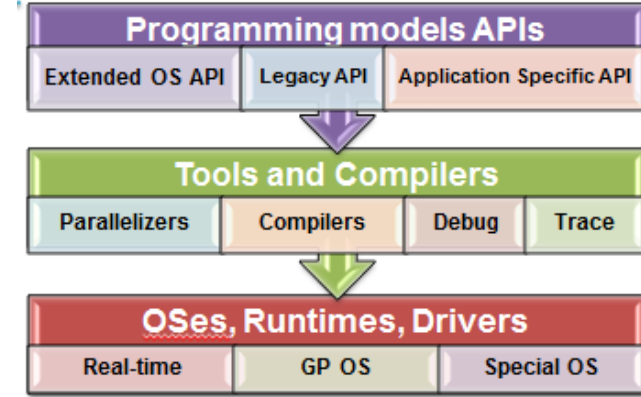 Programming models APIs
Extended OS API Legacy API Application Specific API
Tools and Compilers
Parallelizers Compilers Debug Trace
OSes, Runtimes, Drivers
Real-time GP OS Special OS